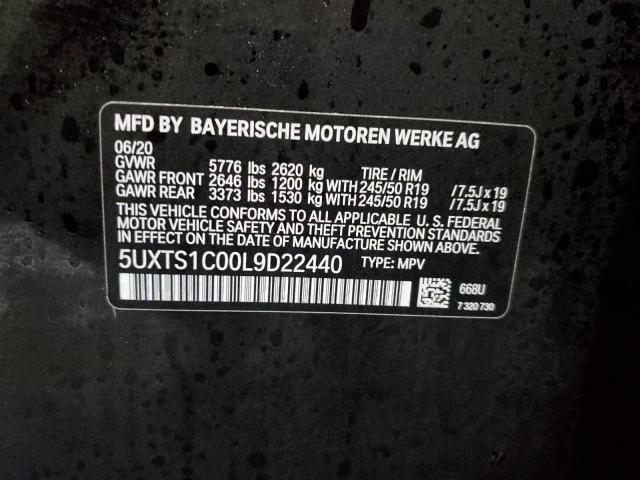 MFD BY BAYERISCHE MOTOREN WERKE AG
06/20
GVWR 5776 lbs 2620 kg TIRE / RIM
GAWR FRONT 2646 lbs 1200 kg WITH 245/50 R19 /7.5J x 19
GAWR REAR 3373 lbs 1530 kg WITH 245/50 R19 /7.5J x 19
THIS VEHICLE CONFORMS TO ALL APPLICABLE U. S. FEDERAL
MOTOR VEHICLE SAFETY AND THEFT PREVENTION STANDARDS
IN EFFECT ON THE DATE OF MANUFACTURE SHOWN ABOVE.
5UXTS1C00L9D22440 TYPE: MPV
668U
7 320 730